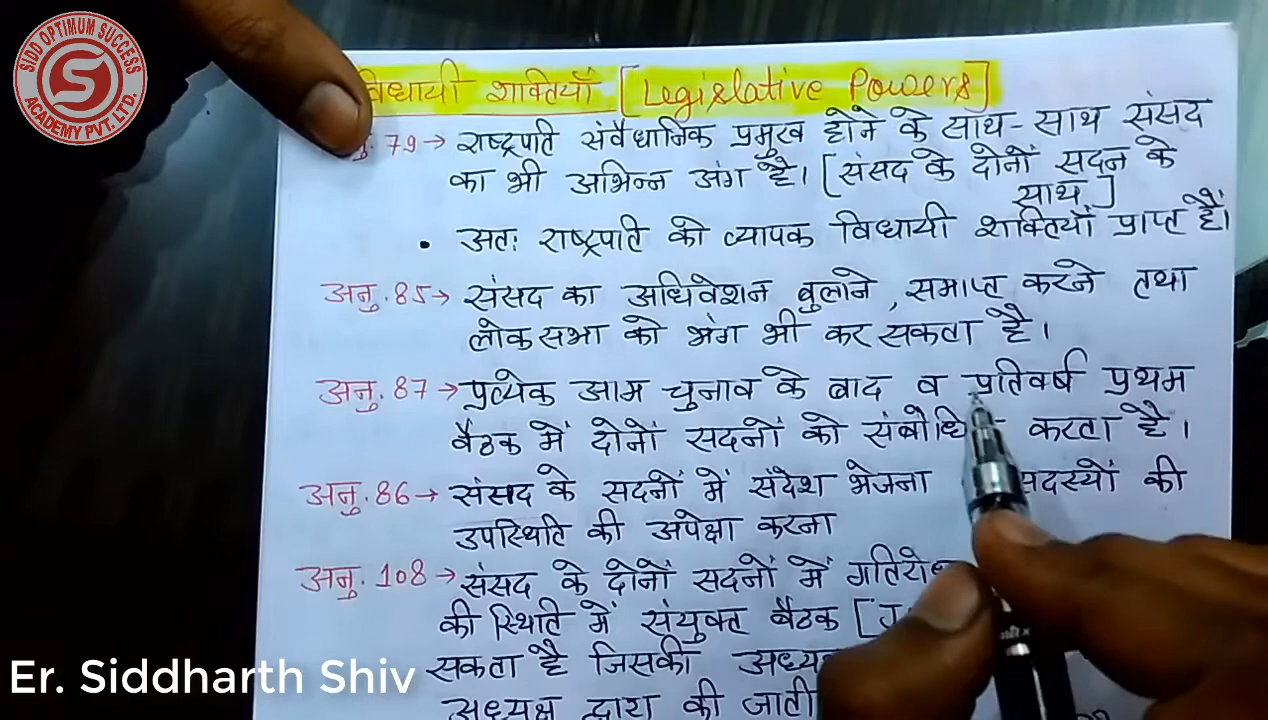 SIDD OPTIMUM SUCCESS
S
ACADEMY PVT. LTD.
विधायी शक्तियाँ [Legislative Powers]
79→ राष्ट्रपति संवैधानिक प्रमुख होने के साथ-साथ संसद
का भी अभिन्न अंग है। [संसद के दोनों सदन के
साथ]
• अतः राष्ट्रपति को व्यापक विधायी शक्तियाँ प्राप्त हैं।
अनु.85→ संसद का अधिवेशन बुलाने, समाप्त करने तथा
लोकसभा को भंग भी कर सकता है।
अनु.87→ प्रत्येक आम चुनाव के बाद व प्रतिवर्ष प्रथम
बैठक में दोनों सदनों को करता है।
अनु.86→ संसद के सदनों में संदेश भेजना सदस्यों की
उपस्थिति की अपेक्षा करना
अनु.108→ संसद के दोनों सदनों में
की स्थिति में संयुक्त बैठक [
सकता है जिसकी
अध्यक्ष द्वारा की जाती
Er. Siddharth Shiv